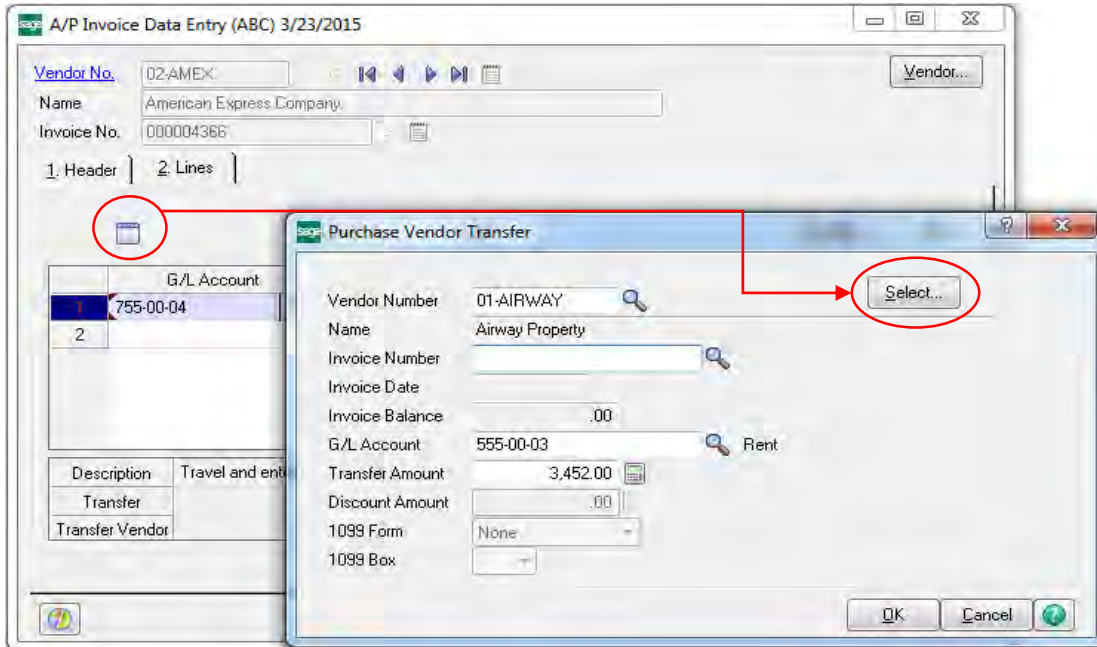 sage A/P Invoice Data Entry (ABC) 3/23/2015
Vendor No. 02-AMEX Vendor...
Name American Express Company
Invoice No. 000004366
1. Header 2. Lines
sage Purchase Vendor Transfer
G/L Account
1 755-00-04
2
Vendor Number 01-AIRWAY Select...
Name Airway Property
Invoice Number
Invoice Date
Invoice Balance .00
G/L Account 555-00-03 Rent
Transfer Amount 3,452.00
Discount Amount .00
1099 Form None
1099 Box
Description Travel and ent
Transfer
Transfer Vendor
OK Cancel